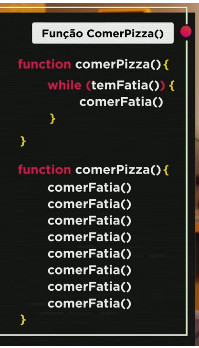 Função ComerPizza()
function comerPizza(){
while (temFatia()) {
comerFatia()
}
}
function comerPizza(){
comerFatia()
comerFatia()
comerFatia()
comerFatia()
comerFatia()
comerFatia()
comerFatia()
comerFatia()
}